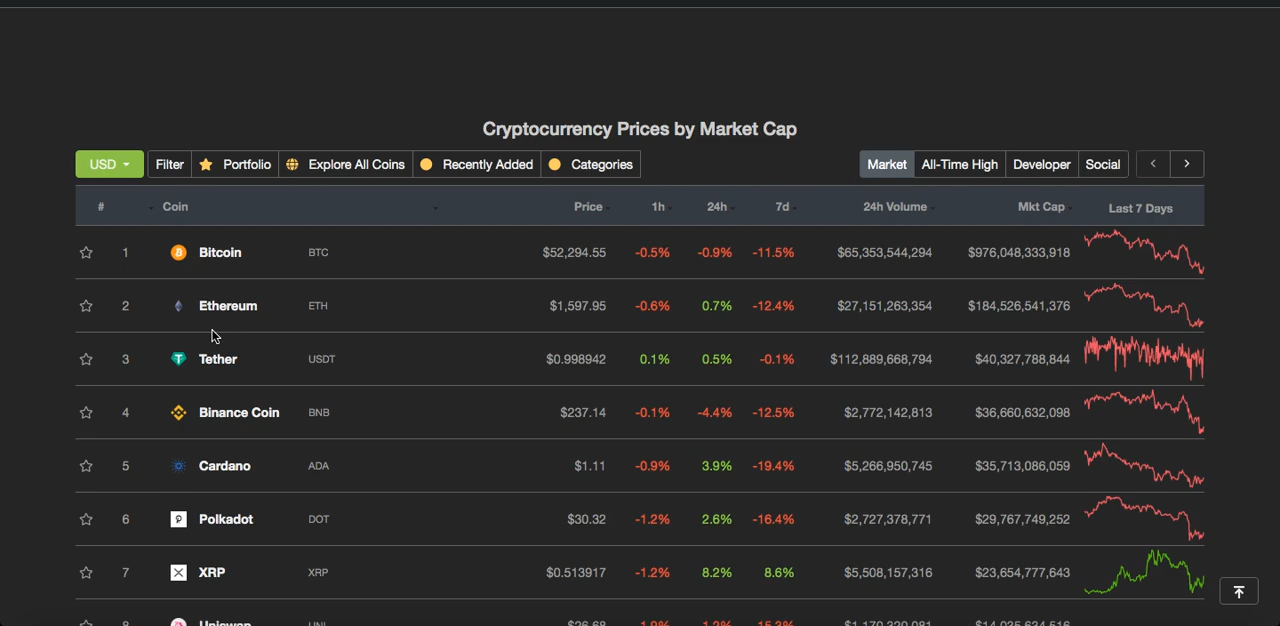 Cryptocurrency Prices by Market Cap
USD Filter Portfolio Explore All Coins Recently Added Categories Market All-Time High Developer Social
# Coin Price 1h 24h 7d 24h Volume Mkt Cap Last 7 Days
1 Bitcoin BTC $52,294.55 -0.5% -0.9% -11.5% $65,353,544,294 $976,048,333,918
2 Ethereum ETH $1,597.95 -0.6% 0.7% -12.4% $27,151,263,354 $184,526,541,376
3 Tether USDT $0.998942 0.1% 0.5% -0.1% $112,889,668,794 $40,327,788,844
4 Binance Coin BNB $237.14 -0.1% -4.4% -12.5% $2,772,142,813 $36,660,632,098
5 Cardano ADA $1.11 -0.9% 3.9% -19.4% $5,266,950,745 $35,713,086,059
6 Polkadot DOT $30.32 -1.2% 2.6% -16.4% $2,727,378,771 $29,767,749,252
7 XRP XRP $0.513917 -1.2% 8.2% 8.6% $5,508,157,316 $23,654,777,643
8 Uniswap UNI